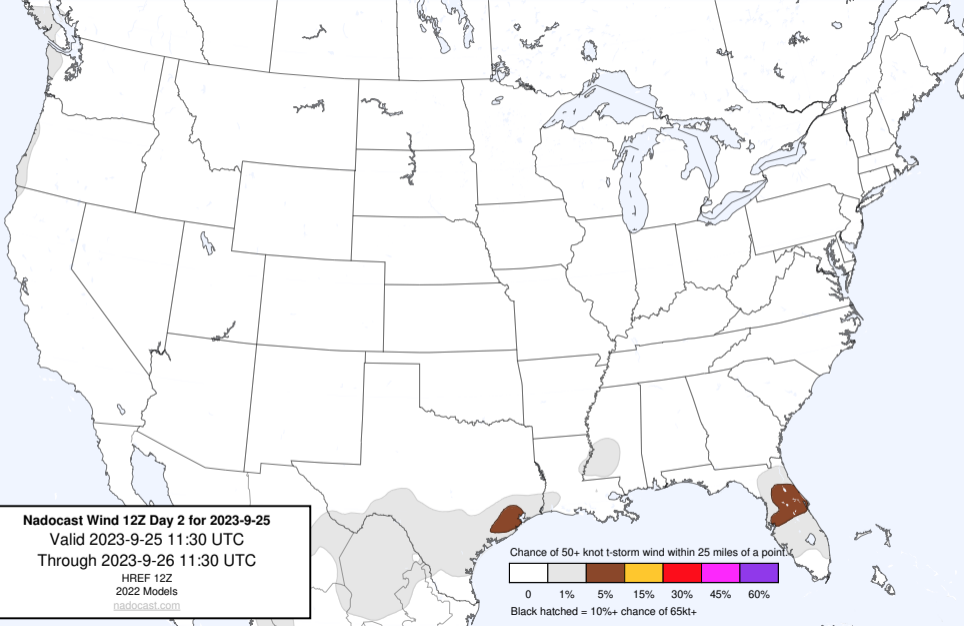 Nadocast Wind 12Z Day 2 for 2023-9-25
Valid 2023-9-25 11:30 UTC
Through 2023-9-26 11:30 UTC
HREF 12Z
2022 Models
nadocast.com
Chance of 50+ knot t-storm wind within 25 miles of a point.
0 1% 5% 15% 30% 45% 60%
Black hatched = 10%+ chance of 65kt+